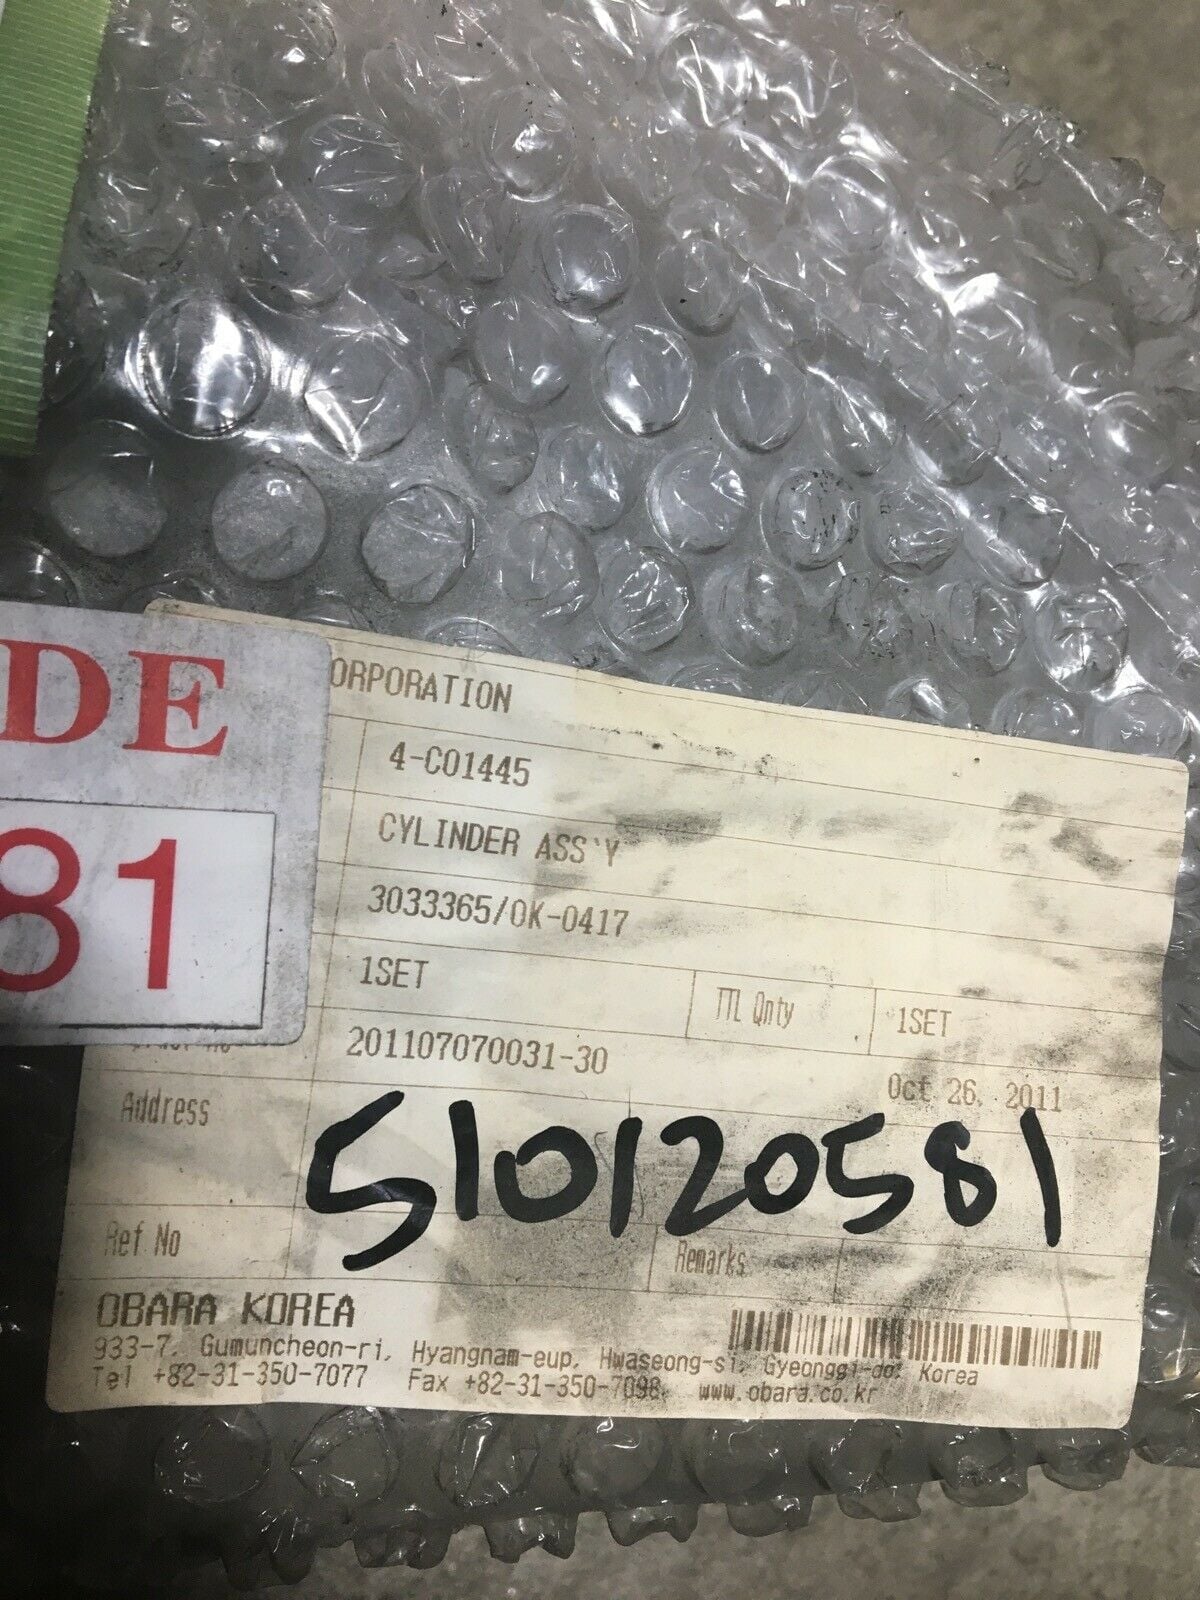 DE
81
ORPORATION
4-C01445
CYLINDER ASS'Y
3033365/OK-0417
1SET TTL Qnty 1SET
201107070031-30 Oct 26, 2011
Address
510120581
Ref No Remarks
OBARA KOREA
933-7, Gumuncheon-ri, Hyangnam-eup, Hwaseong-si, Gyeonggi-do, Korea
Tel +82-31-350-7077 Fax +82-31-350-7098 www.obara.co.kr